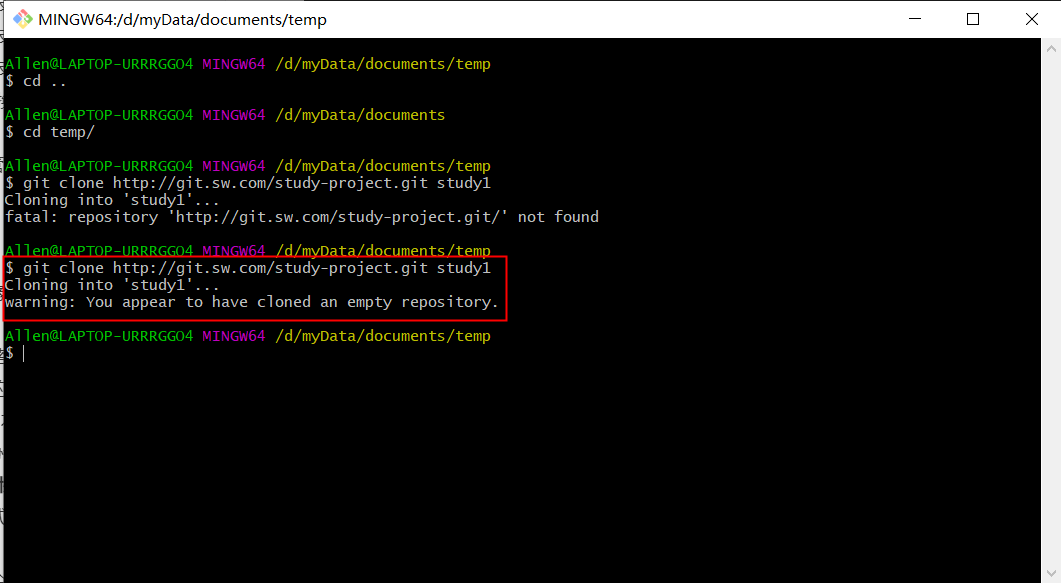 MINGW64:/d/myData/documents/temp
Allen@LAPTOP-URRRGGO4 MINGW64 /d/myData/documents/temp
$ cd ..
Allen@LAPTOP-URRRGGO4 MINGW64 /d/myData/documents
$ cd temp/
Allen@LAPTOP-URRRGGO4 MINGW64 /d/myData/documents/temp
$ git clone http://git.sw.com/study-project.git study1
Cloning into 'study1'...
fatal: repository 'http://git.sw.com/study-project.git/' not found
Allen@LAPTOP-URRRGGO4 MINGW64 /d/myData/documents/temp
$ git clone http://git.sw.com/study-project.git study1
Cloning into 'study1'...
warning: You appear to have cloned an empty repository.
Allen@LAPTOP-URRRGGO4 MINGW64 /d/myData/documents/temp
$